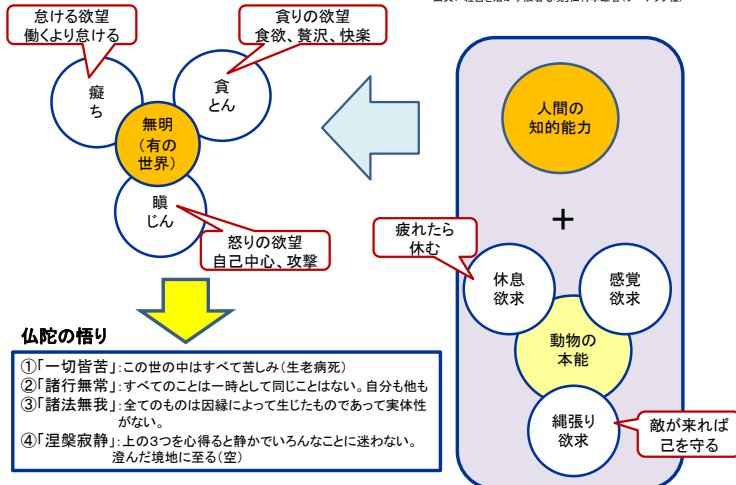 怠ける欲望
働くより怠ける
貪りの欲望
食欲、贅沢、快楽
癡
ち
貪
とん
無明
(有の
世界)
瞋
じん
怒りの欲望
自己中心、攻撃
人間の
知的能力
+
疲れたら
休む
休息
欲求
感覚
欲求
動物の
本能
縄張り
欲求
敵が来れば
己を守る
仏陀の悟り
①「一切皆苦」:この世の中はすべて苦しみ(生老病死)
②「諸行無常」:すべてのことは一時として同じことはない。自分も他も
③「諸法無我」:全てのものは因縁によって生じたものであって実体性
がない。
④「涅槃寂静」:上の3つを心得ると静かでいろんなことに迷わない。
澄んだ境地に至る(空)